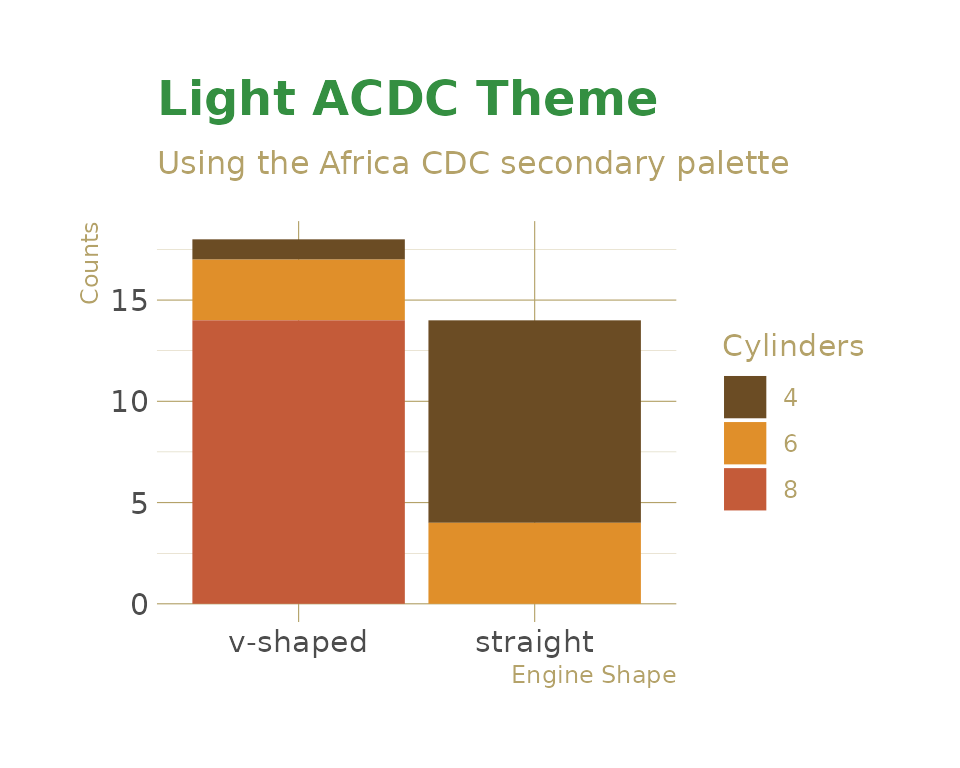 Light ACDC Theme
Using the Africa CDC secondary palette
Counts
15
10
5
0
v-shaped
straight
Engine Shape
Cylinders
4
6
8